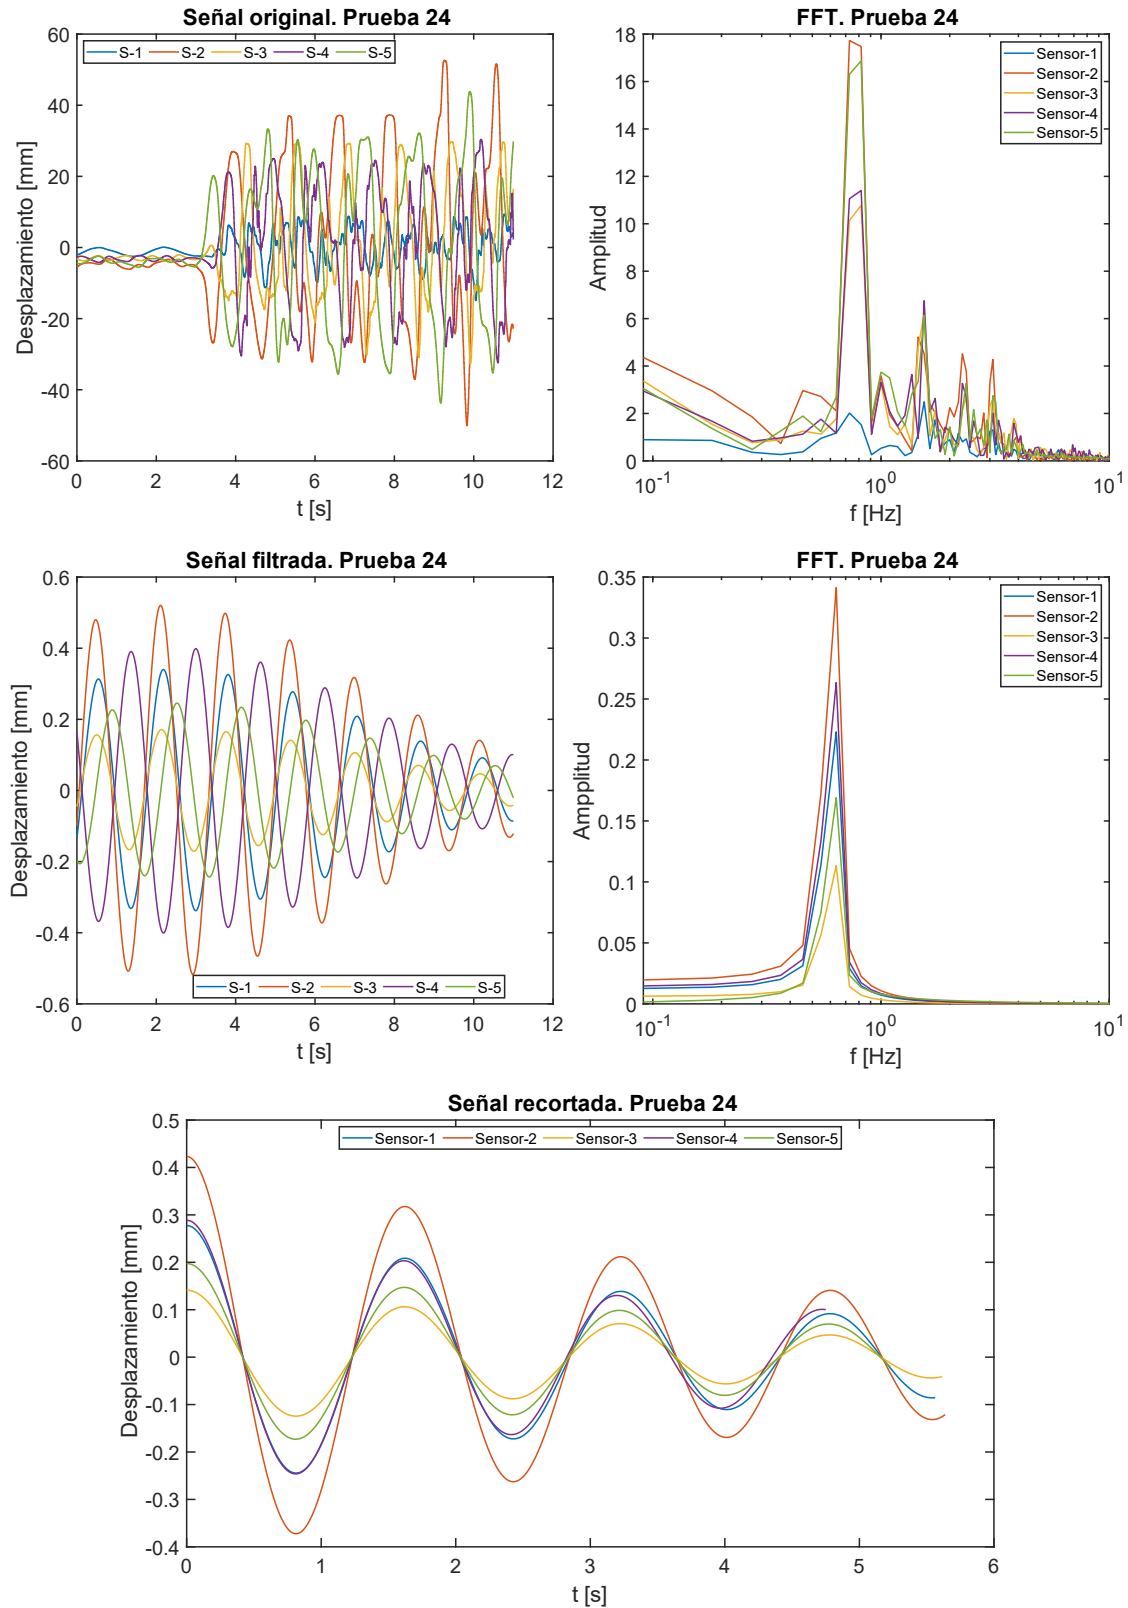 Señal original. Prueba 24
S-1 S-2 S-3 S-4 S-5
60
40
20
0
-20
-40
-60
Desplazamiento [mm]
0 2 4 6 8 10 12
t [s]
FFT. Prueba 24
Sensor-1
Sensor-2
Sensor-3
Sensor-4
Sensor-5
18
16
14
12
10
8
6
4
2
0
Amplitud
10^-1 10^0 10^1
f [Hz]
Señal filtrada. Prueba 24
0.6
0.4
0.2
0
-0.2
-0.4
-0.6
Desplazamiento [mm]
S-1 S-2 S-3 S-4 S-5
0 2 4 6 8 10 12
t [s]
FFT. Prueba 24
Sensor-1
Sensor-2
Sensor-3
Sensor-4
Sensor-5
0.35
0.3
0.25
0.2
0.15
0.1
0.05
0
Ampplitud
10^-1 10^0 10^1
f [Hz]
Señal recortada. Prueba 24
Sensor-1 Sensor-2 Sensor-3 Sensor-4 Sensor-5
0.5
0.4
0.3
0.2
0.1
0
-0.1
-0.2
-0.3
-0.4
Desplazamiento [mm]
0 1 2 3 4 5 6
t [s]